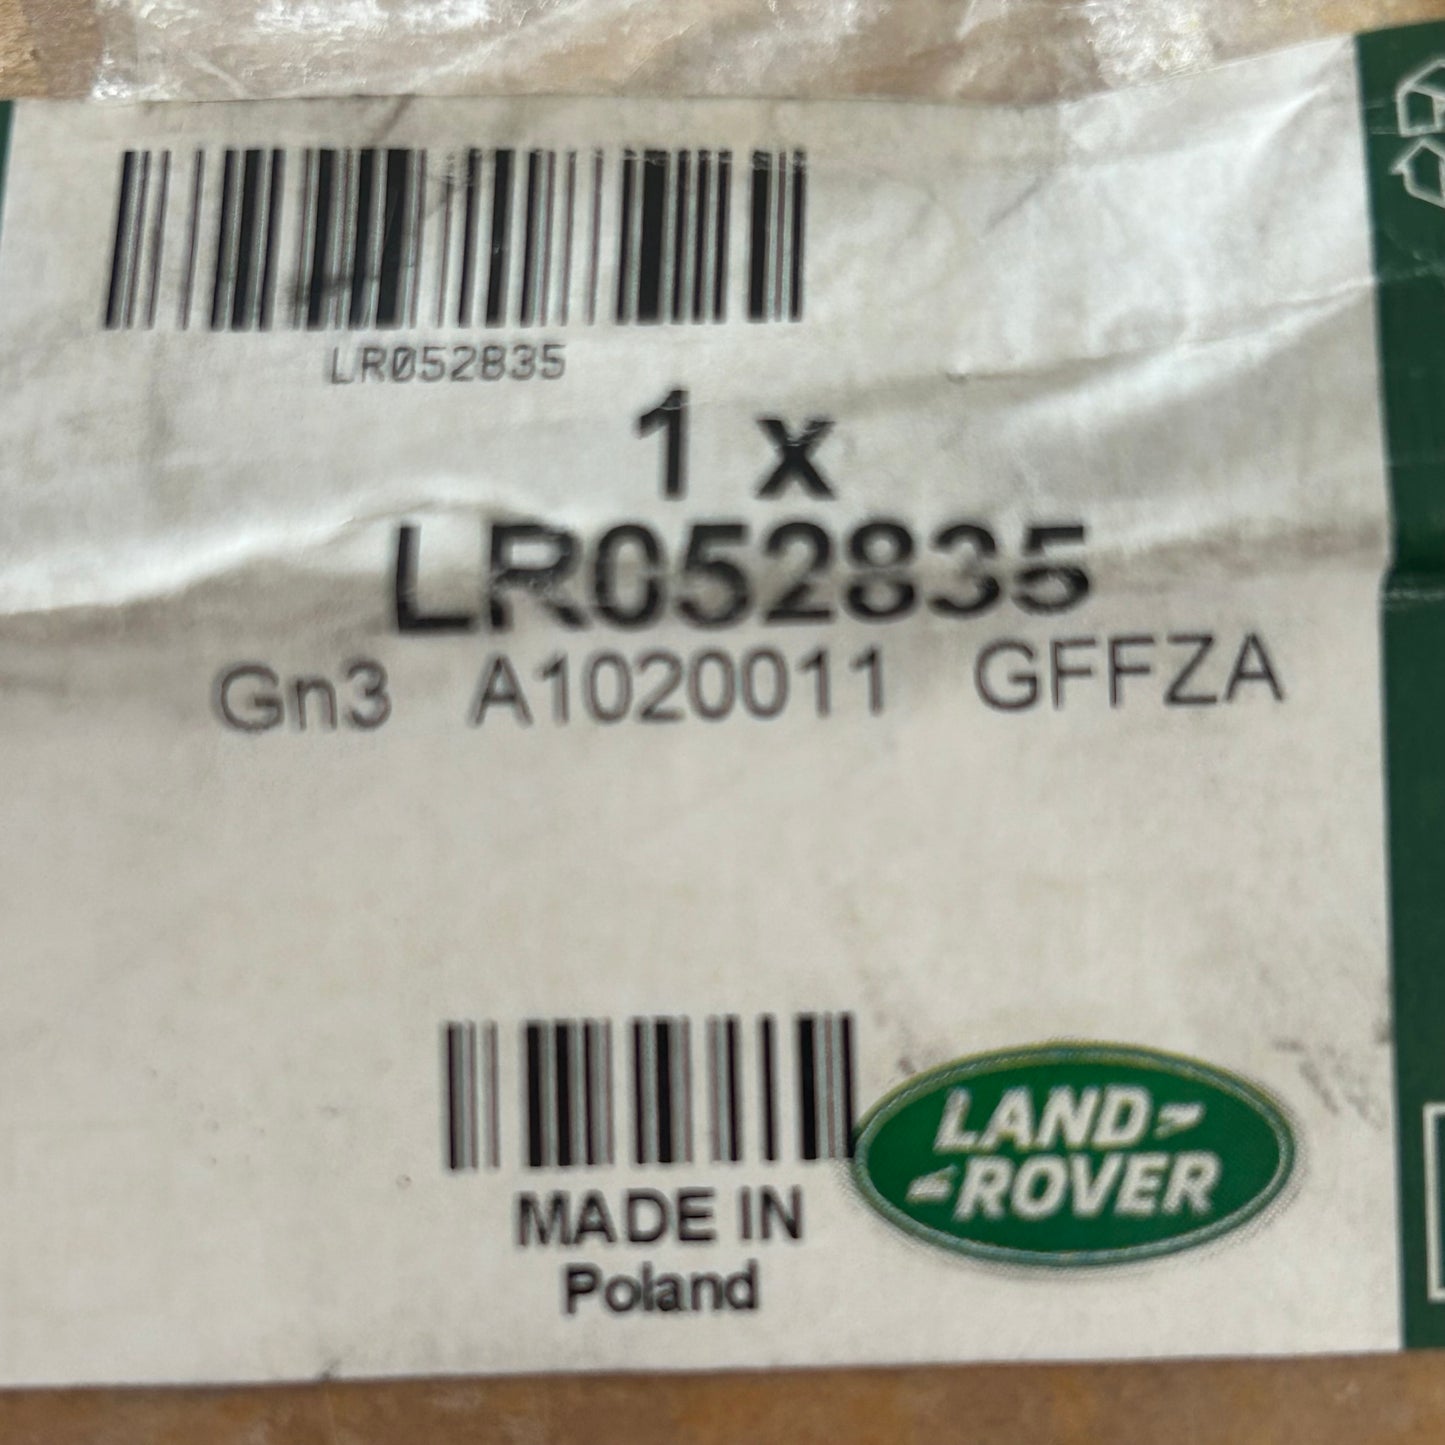 LR052835
1 x
LR052835
Gn3 A1020011 GFFZA
MADE IN
Poland
LAND
ROVER